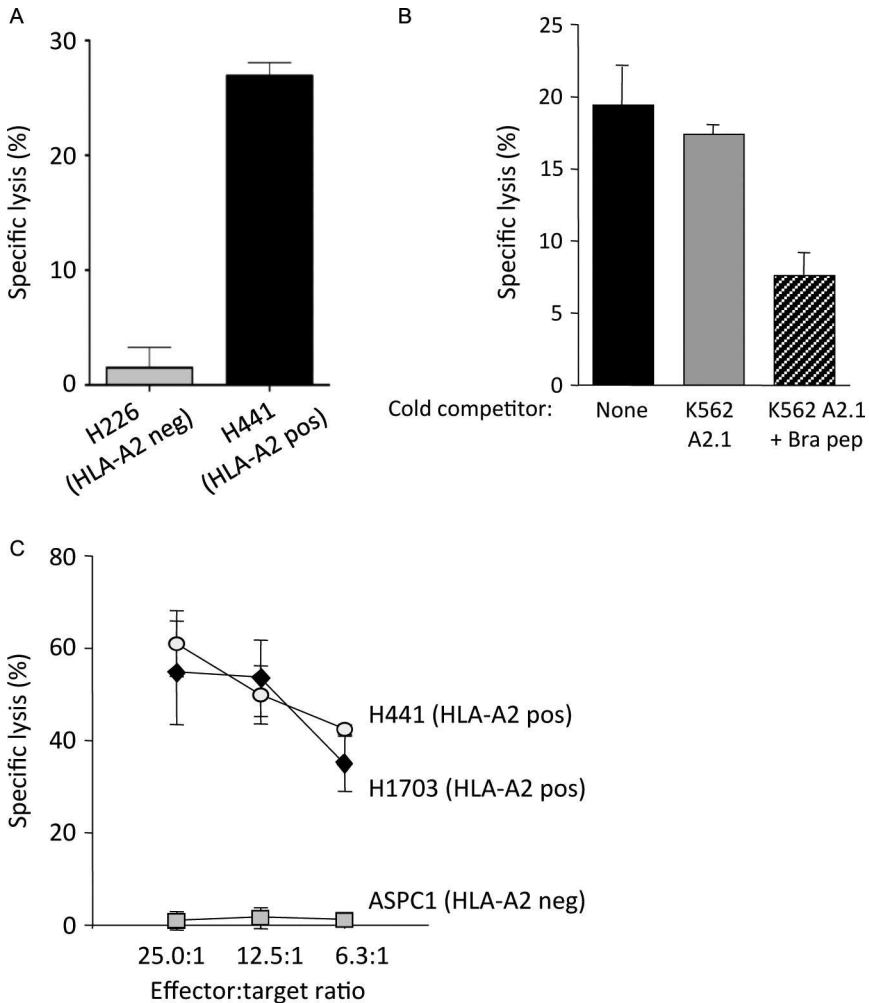 A
30
20
10
0
Specific lysis (%)
H226
(HLA-A2 neg)
H441
(HLA-A2 pos)
B
25
20
15
10
5
0
Specific lysis (%)
Cold competitor:
None
K562
A2.1
K562 A2.1
+ Bra pep
C
80
60
40
20
0
Specific lysis (%)
H441 (HLA-A2 pos)
H1703 (HLA-A2 pos)
ASPC1 (HLA-A2 neg)
25.0:1 12.5:1 6.3:1
Effector:target ratio